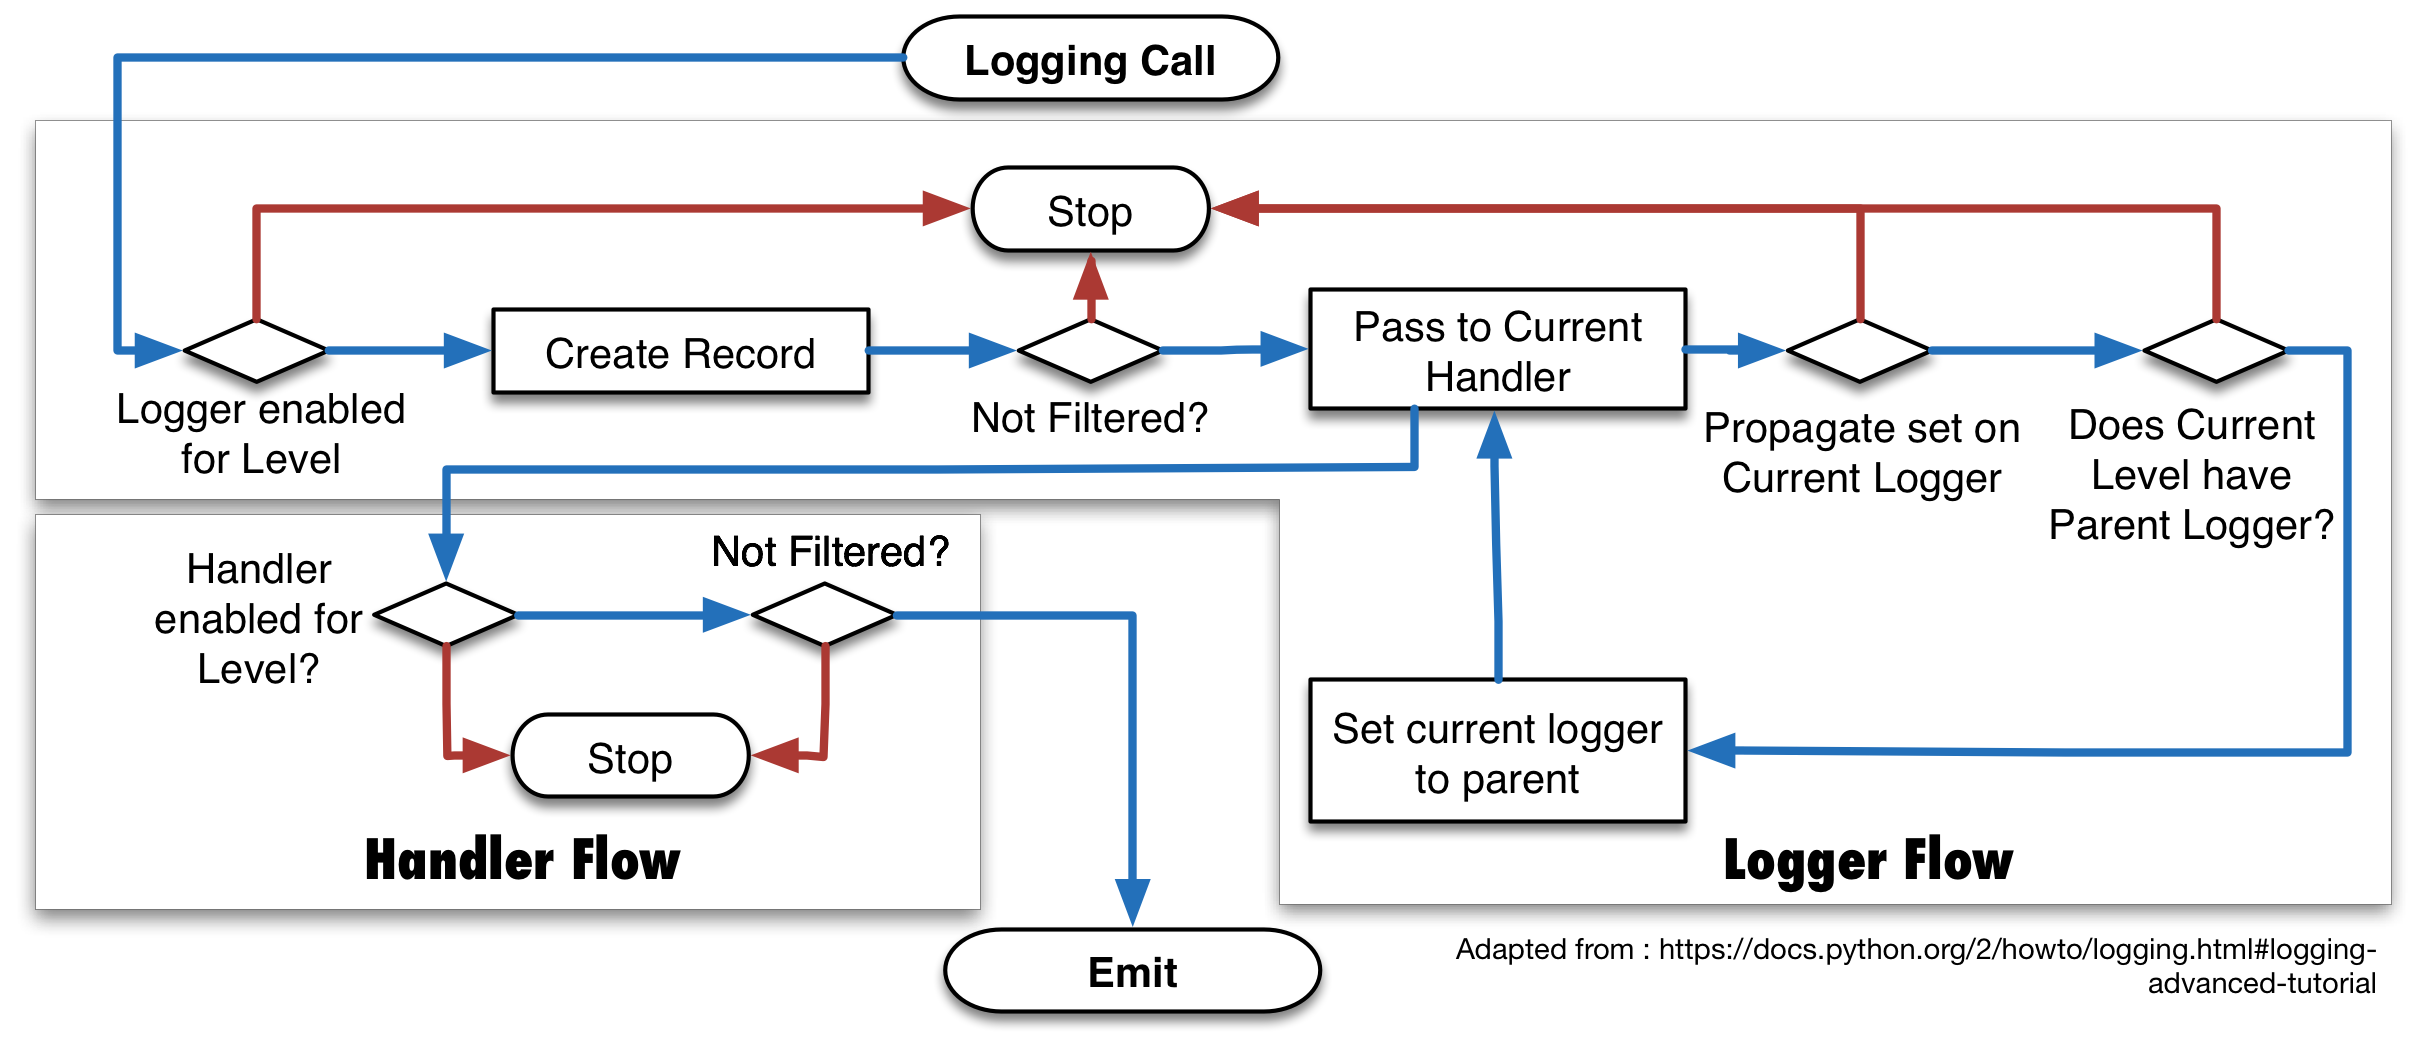 Logging Call
Stop
Create Record
Pass to Current
Handler
Logger enabled
for Level
Not Filtered?
Propagate set on
Current Logger
Does Current
Level have
Parent Logger?
Handler
enabled for
Level?
Not Filtered?
Stop
Handler Flow
Set current logger
to parent
Logger Flow
Emit
Adapted from : https://docs.python.org/2/howto/logging.html#logging-
advanced-tutorial